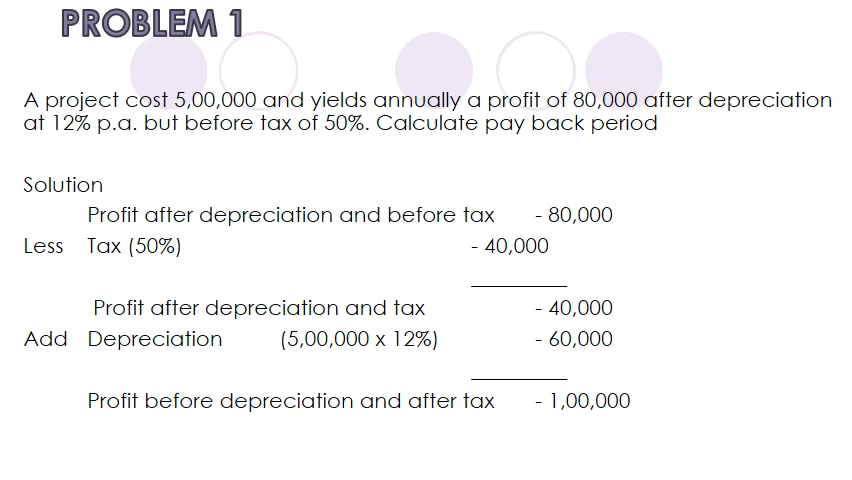 PROBLEM 1
A project cost 5,00,000 and yields annually a profit of 80,000 after depreciation
at 12% p.a. but before tax of 50%. Calculate pay back period
Solution
Profit after depreciation and before tax - 80,000
Less Tax (50%) - 40,000
Profit after depreciation and tax - 40,000
Add Depreciation (5,00,000 x 12%) - 60,000
Profit before depreciation and after tax - 1,00,000